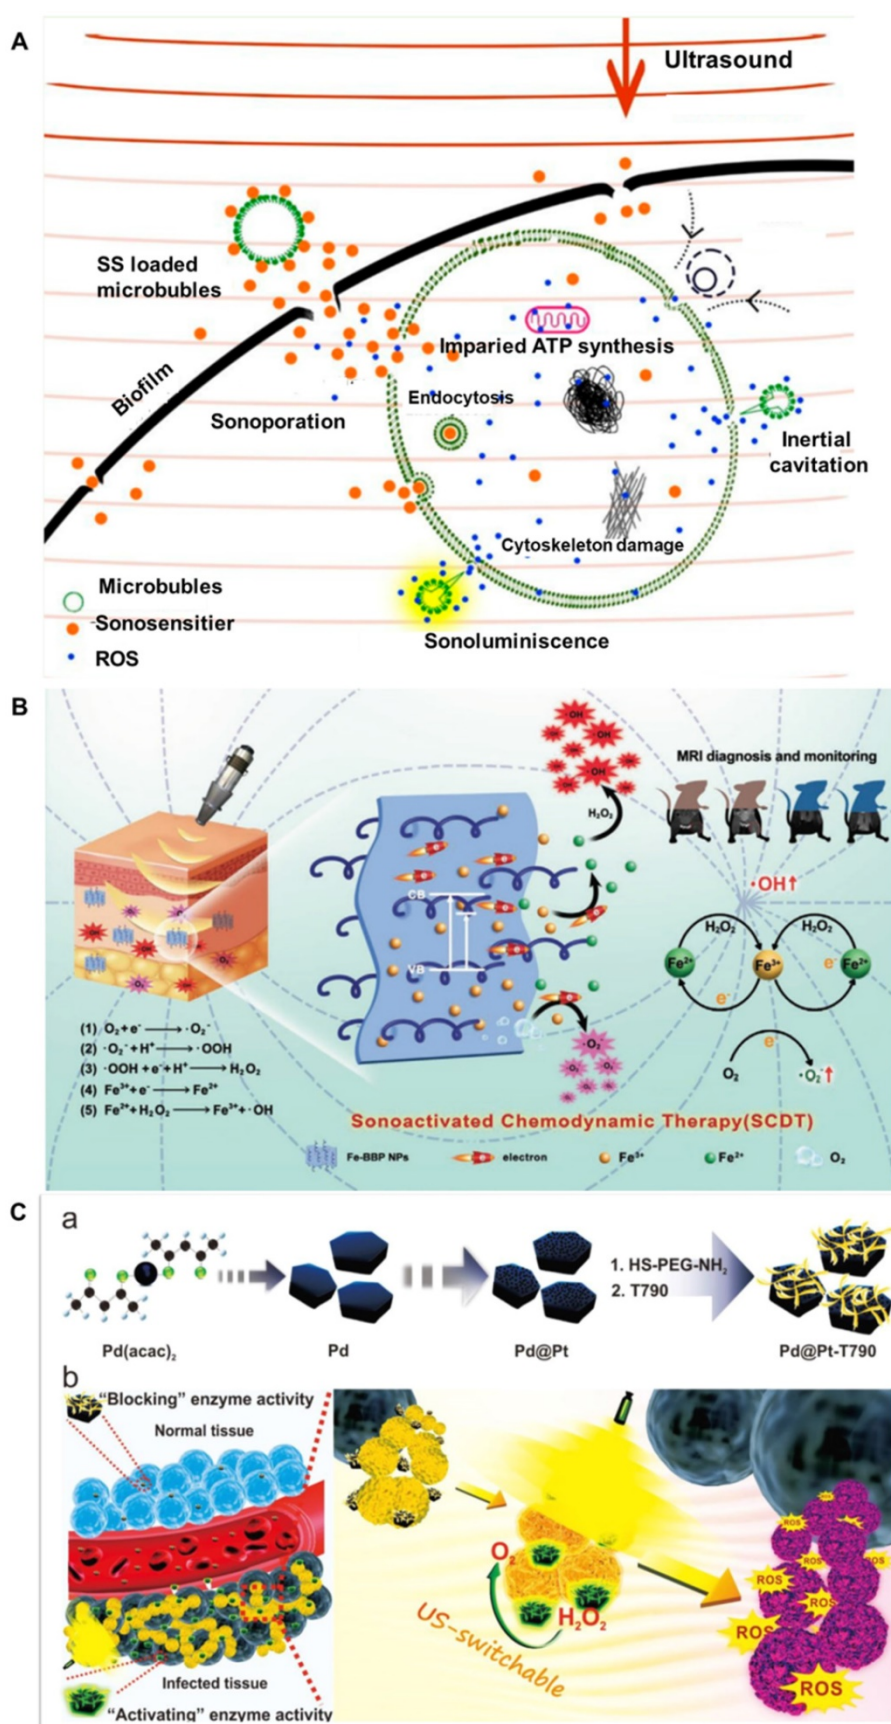 A
Ultrasound
SS loaded
microbubles
Biofilm
Imparied ATP synthesis
Endocytosis
Sonoporation
Inertial
cavitation
Cytoskeleton damage
Microbubles
Sonosensitier
ROS
Sonoluminiscence
B
·OH
·OH
H₂O₂
MRI diagnosis and monitoring
CB
VB
·OH↑
H₂O₂
H₂O₂
Fe²⁺
Fe³⁺
e⁻
Fe²⁺
e⁻
e⁻
O₂
·O₂⁻↑
·O₂
(1) O₂+e⁻ ⟶ ·O₂⁻
(2) ·O₂⁻+H⁺ ⟶ ·OOH
(3) ·OOH +e⁻+H⁺ ⟶ H₂O₂
(4) Fe³⁺+e⁻ ⟶ Fe²⁺
(5) Fe²⁺+H₂O₂ ⟶ Fe³⁺+·OH
Sonoactivated Chemodynamic Therapy(SCDT)
Fe-BBP NPs
electron
Fe³⁺
Fe²⁺
O₂
C
a
1. HS-PEG-NH₂
2. T790
Pd(acac)₂
Pd
Pd@Pt
Pd@Pt-T790
b
“Blocking” enzyme activity
Normal tissue
O₂
H₂O₂
US-switchable
ROS
ROS
ROS
ROS
ROS
ROS
ROS
Infected tissue
“Activating” enzyme activity